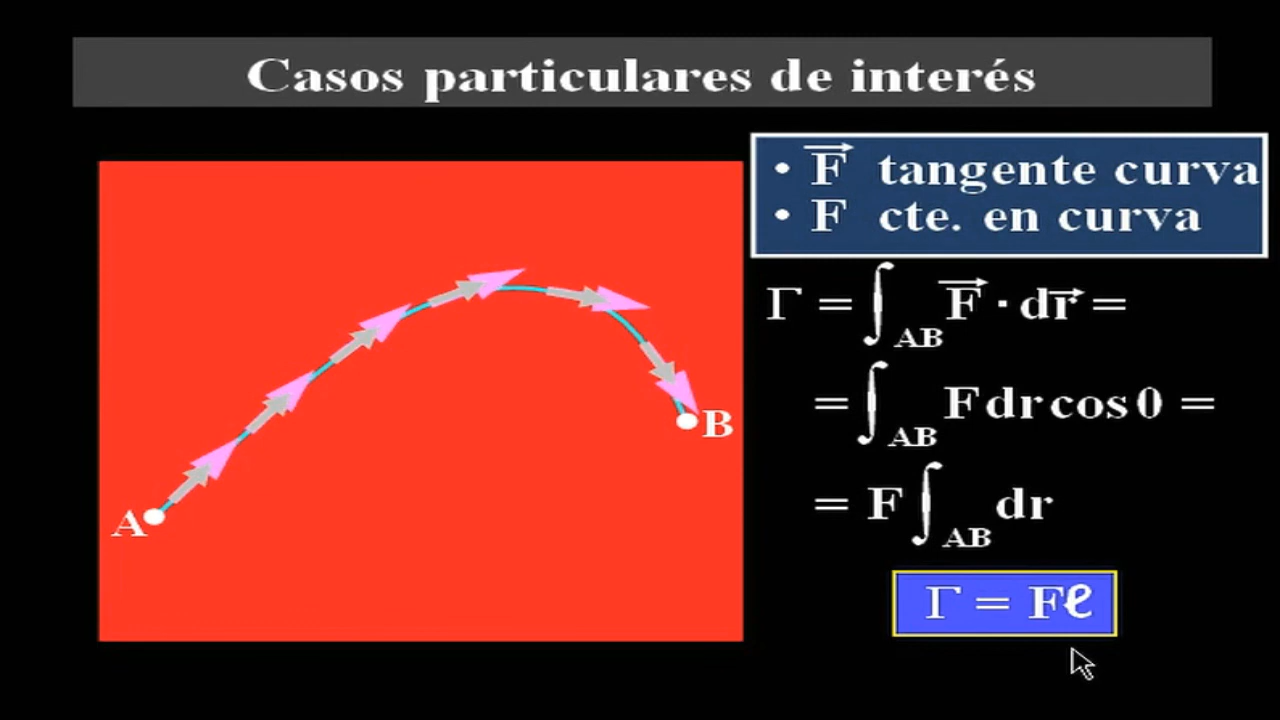 Casos particulares de interés
• F⃗ tangente curva
• F cte. en curva
Γ = ∫AB F⃗ · dr⃗ =
= ∫AB F dr cos 0 =
= F ∫AB dr
Γ = Fℓ
A
B